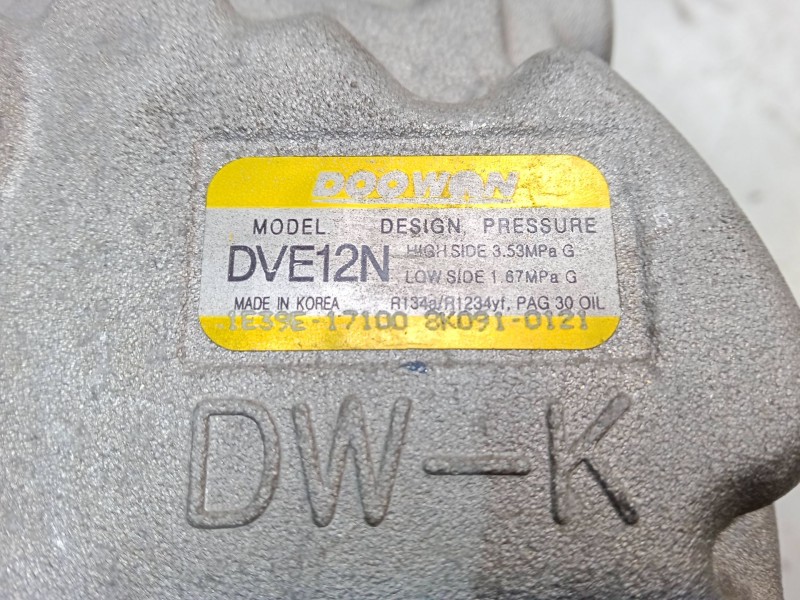 DOOWON
MODEL DESIGN PRESSURE
DVE12N HIGH SIDE 3.53MPa G
LOW SIDE 1.67MPa G
MADE IN KOREA R134a/R1234yf, PAG 30 OIL
1E39E-17100 8K091-0121
DW-K